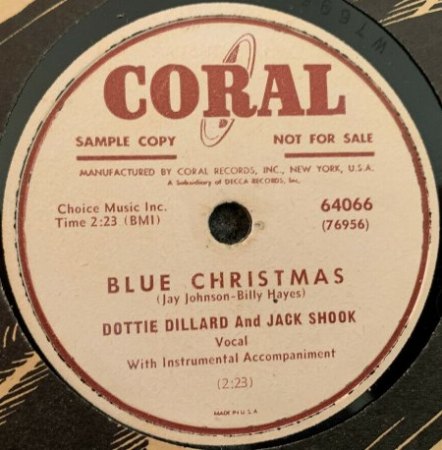 CORAL
SAMPLE COPY NOT FOR SALE
MANUFACTURED BY CORAL RECORDS, INC., NEW YORK, U.S.A.
A Subsidiary of DECCA RECORDS, Inc.
Choice Music Inc. 64066
Time 2:23 (BMI) (76956)
BLUE CHRISTMAS
(Jay Johnson-Billy Hayes)
DOTTIE DILLARD And JACK SHOOK
Vocal
With Instrumental Accompaniment
(2:23)
MADE IN U.S.A